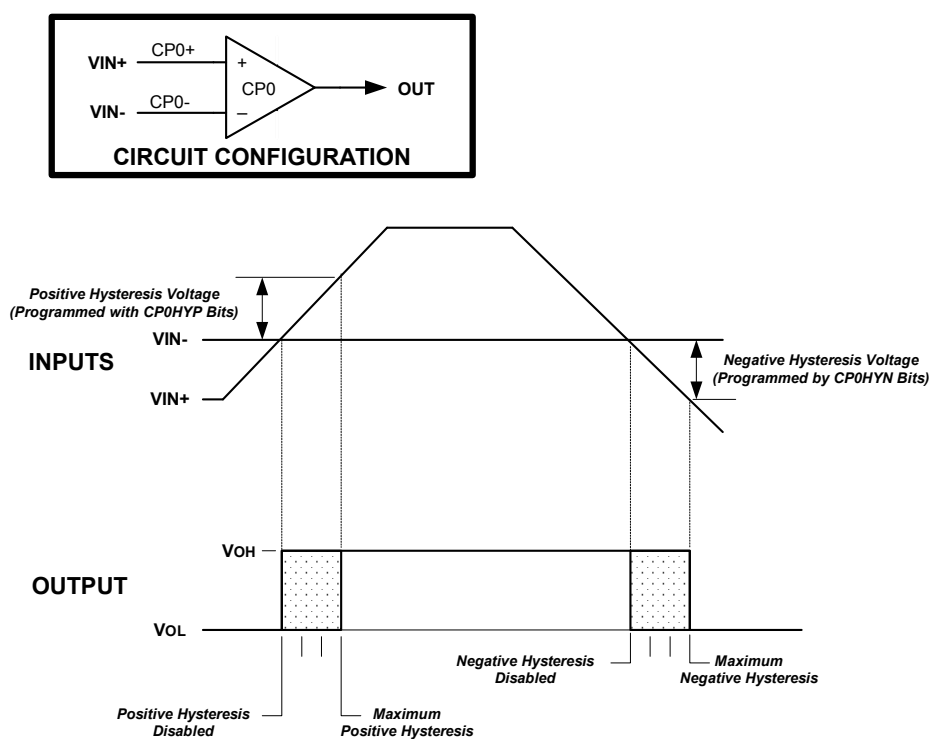 CP0+
VIN+
+
CP0
OUT
CP0-
VIN-
–
CIRCUIT CONFIGURATION
Positive Hysteresis Voltage
(Programmed with CP0HYP Bits)
VIN-
INPUTS
Negative Hysteresis Voltage
(Programmed by CP0HYN Bits)
VIN+
VOH
OUTPUT
VOL
Negative Hysteresis
Disabled
Maximum
Negative Hysteresis
Positive Hysteresis
Disabled
Maximum
Positive Hysteresis